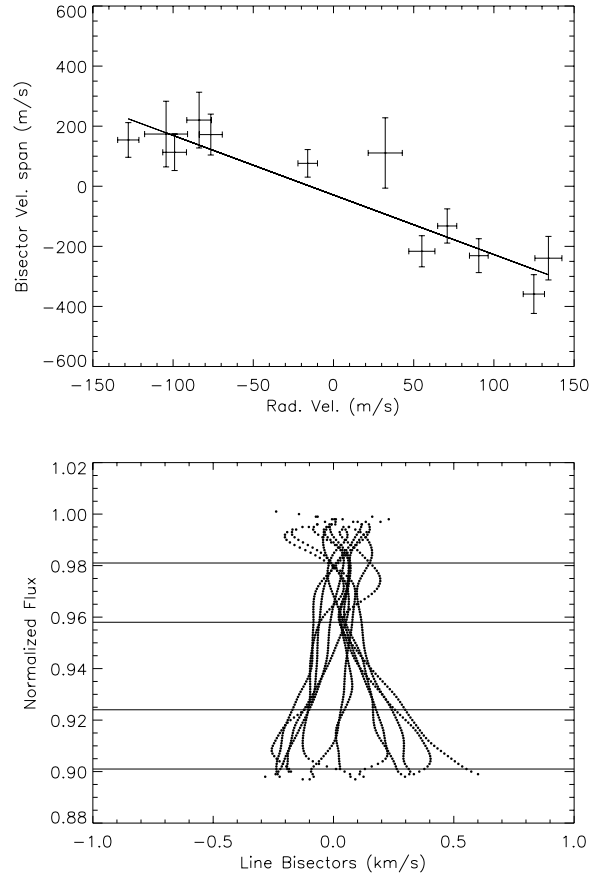 600
400
200
0
−200
−400
−600
Bisector Vel. span (m/s)
−150 −100 −50 0 50 100 150
Rad. Vel. (m/s)
1.02
1.00
0.98
0.96
0.94
0.92
0.90
0.88
Normalized Flux
−1.0 −0.5 0.0 0.5 1.0
Line Bisectors (km/s)